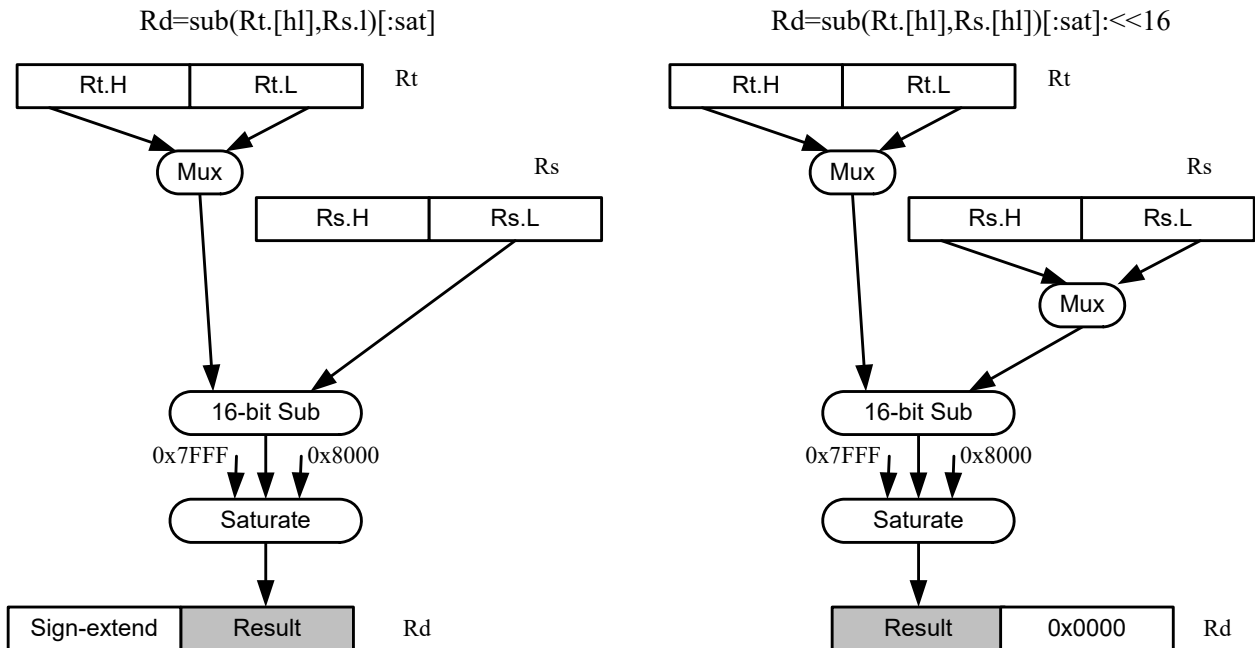 Rd=sub(Rt.[hl],Rs.l)[:sat]
Rt.H Rt.L Rt
Mux
Rs
Rs.H Rs.L
16-bit Sub
0x7FFF 0x8000
Saturate
Sign-extend Result Rd
Rd=sub(Rt.[hl],Rs.[hl])[:sat]:<<16
Rt.H Rt.L Rt
Mux
Rs
Rs.H Rs.L
Mux
16-bit Sub
0x7FFF 0x8000
Saturate
Result 0x0000 Rd